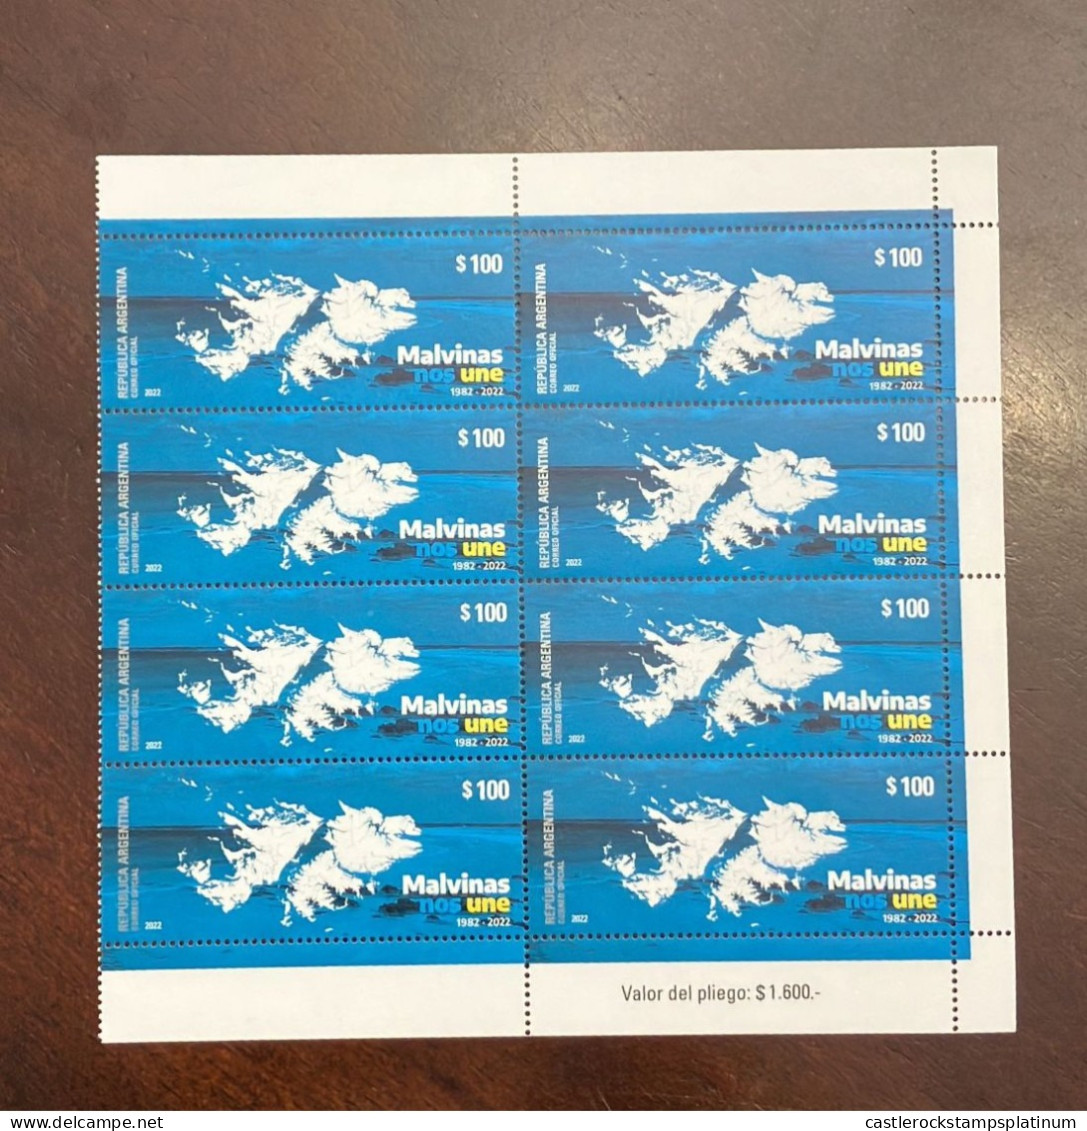 $ 100
REPÚBLICA ARGENTINA
CORREO OFICIAL
2022
Malvinas
nos une
1982 - 2022
$ 100
REPÚBLICA ARGENTINA
CORREO OFICIAL
2022
Malvinas
nos une
1982 - 2022
$ 100
REPÚBLICA ARGENTINA
CORREO OFICIAL
2022
Malvinas
nos une
1982 - 2022
$ 100
REPÚBLICA ARGENTINA
CORREO OFICIAL
2022
Malvinas
nos une
1982 - 2022
$ 100
REPÚBLICA ARGENTINA
CORREO OFICIAL
2022
Malvinas
nos une
1982 - 2022
$ 100
REPÚBLICA ARGENTINA
CORREO OFICIAL
2022
Malvinas
nos une
1982 - 2022
$ 100
REPÚBLICA ARGENTINA
CORREO OFICIAL
2022
Malvinas
nos une
1982 - 2022
$ 100
REPÚBLICA ARGENTINA
CORREO OFICIAL
2022
Malvinas
nos une
1982 - 2022
Valor del pliego: $ 1.600.-
www.delcampe.net
castlerockstampsplatinum